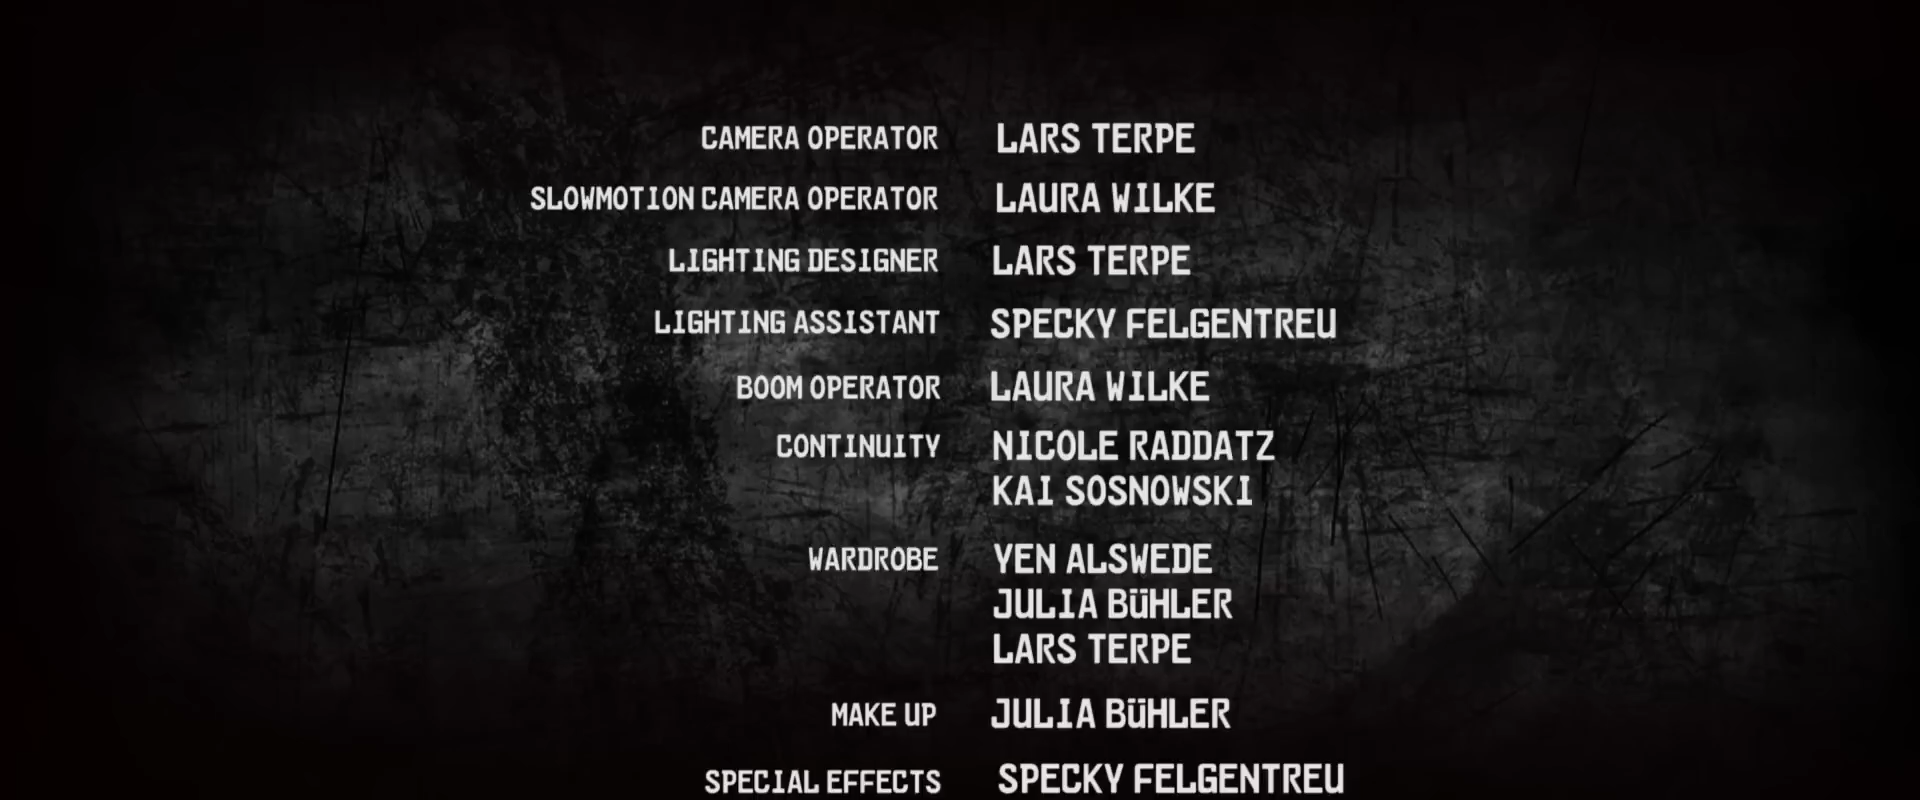 CAMERA OPERATOR LARS TERPE
SLOWMOTION CAMERA OPERATOR LAURA WILKE
LIGHTING DESIGNER LARS TERPE
LIGHTING ASSISTANT SPECKY FELGENTREU
BOOM OPERATOR LAURA WILKE
CONTINUITY NICOLE RADDATZ
KAI SOSNOWSKI
WARDROBE YEN ALSWEDE
JULIA BüHLER
LARS TERPE
MAKE UP JULIA BüHLER
SPECIAL EFFECTS SPECKY FELGENTREU